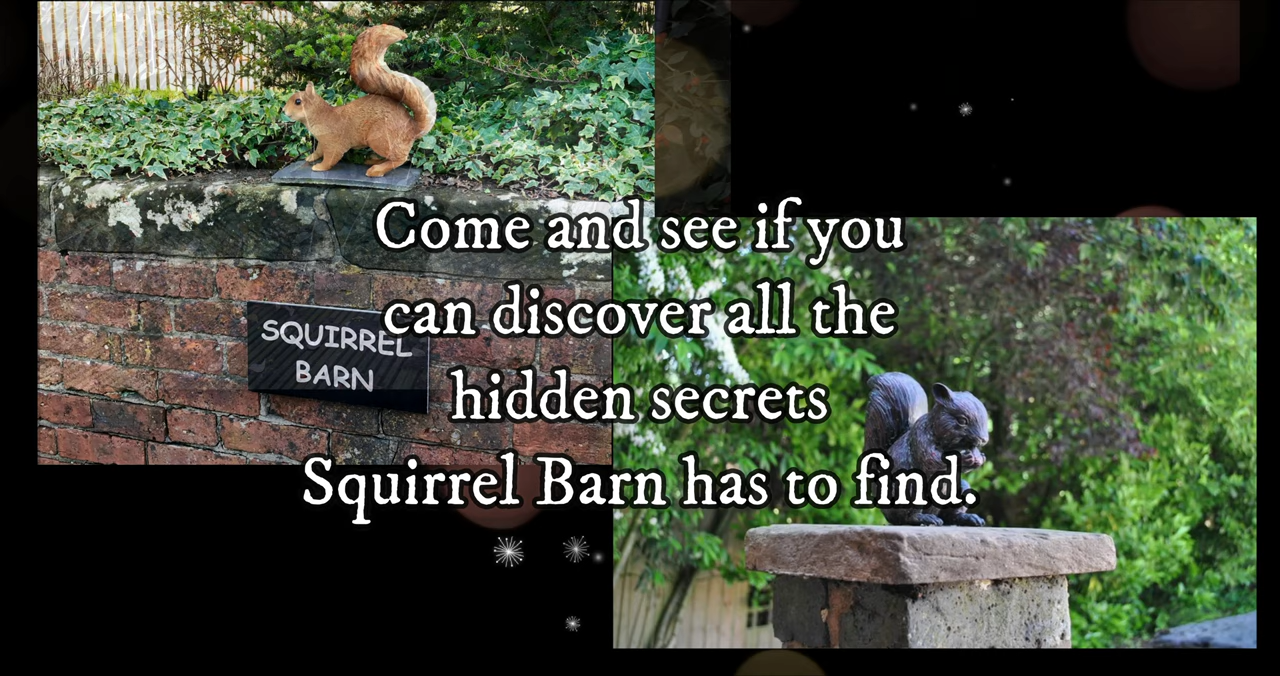 Come and see if you
can discover all the
hidden secrets
Squirrel Barn has to find.
SQUIRREL
BARN